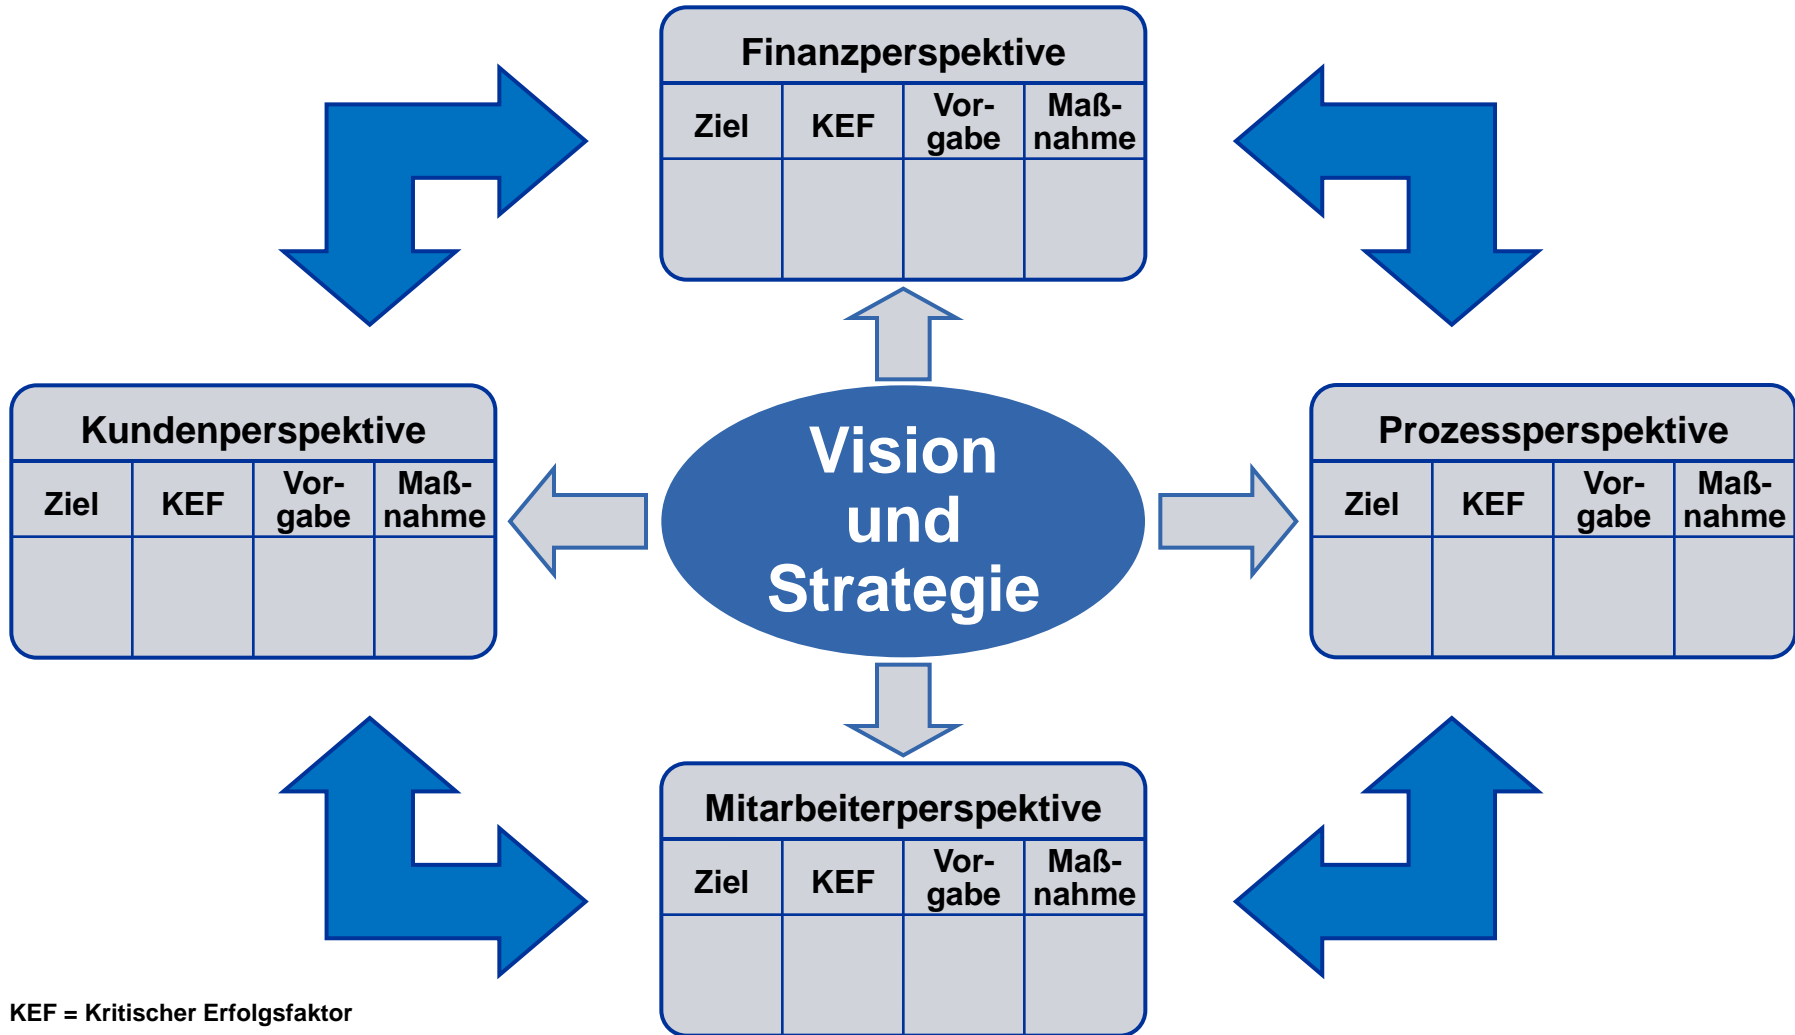 Finanzperspektive
Ziel
KEF
Vor-
gabe
Maß-
nahme
Kundenperspektive
Ziel
KEF
Vor-
gabe
Maß-
nahme
Vision
und
Strategie
Prozessperspektive
Ziel
KEF
Vor-
gabe
Maß-
nahme
Mitarbeiterperspektive
Ziel
KEF
Vor-
gabe
Maß-
nahme
KEF = Kritischer Erfolgsfaktor